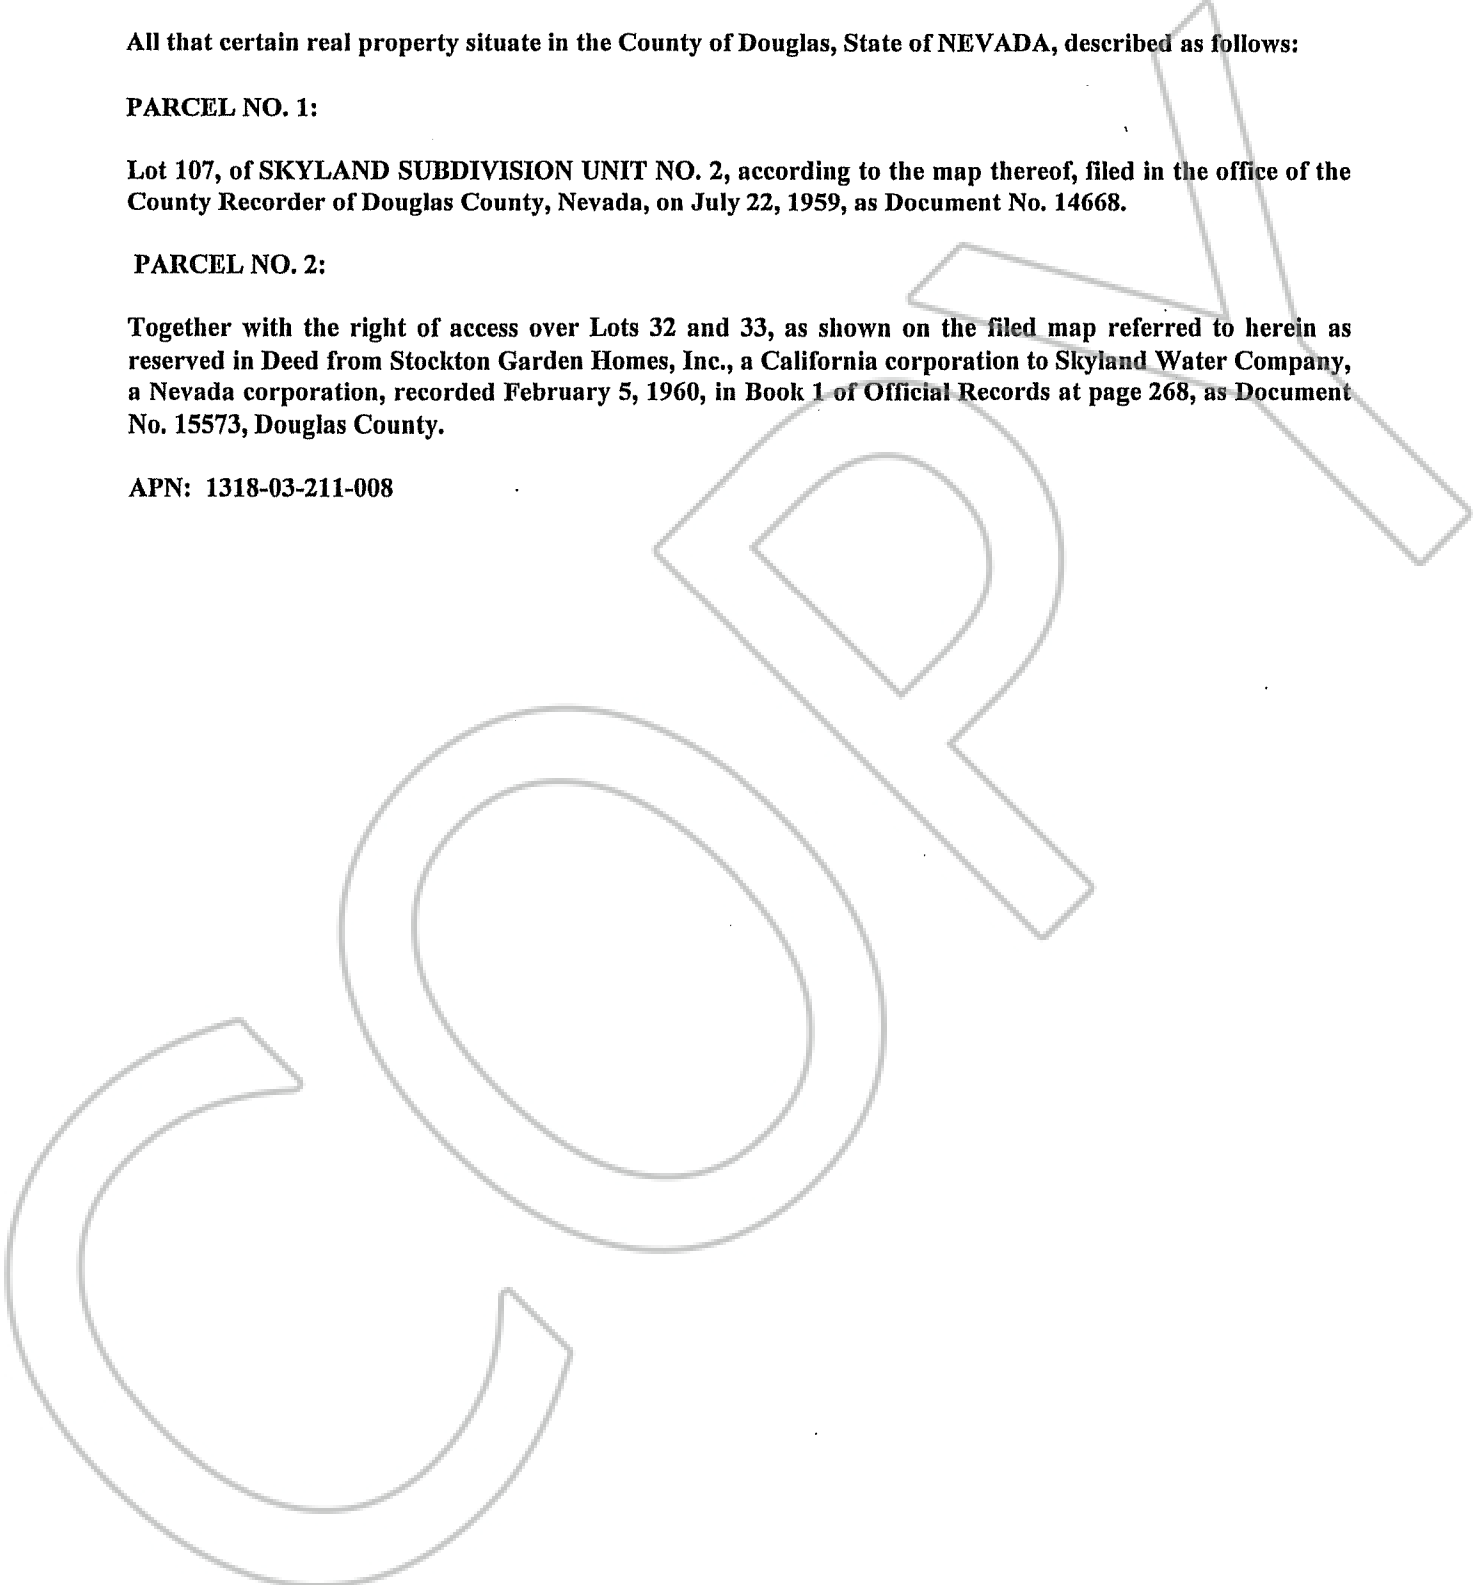 All that certain real property situate in the County of Douglas, State of NEVADA, described as follows:
PARCEL NO. 1:
Lot 107, of SKYLAND SUBDIVISION UNIT NO. 2, according to the map thereof, filed in the office of the
County Recorder of Douglas County, Nevada, on July 22, 1959, as Document No. 14668.
PARCEL NO. 2:
Together with the right of access over Lots 32 and 33, as shown on the filed map referred to herein as
reserved in Deed from Stockton Garden Homes, Inc., a California corporation to Skyland Water Company,
a Nevada corporation, recorded February 5, 1960, in Book 1 of Official Records at page 268, as Document
No. 15573, Douglas County.
APN: 1318-03-211-008
COPY